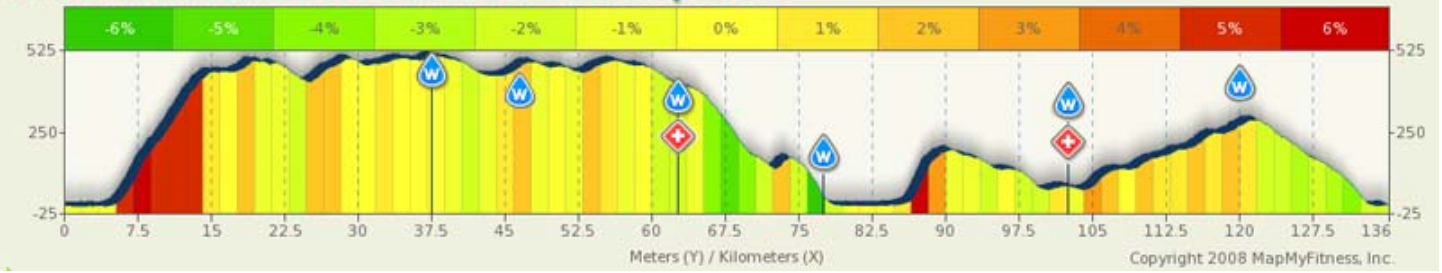 -6% -5% -4% -3% -2% -1% 0% 1% 2% 3% 4% 5% 6%
525 525
W
W
W W W
250 250
W
-25 -25
0 7.5 15 22.5 30 37.5 45 52.5 60 67.5 75 82.5 90 97.5 105 112.5 120 127.5 136
Meters (Y) / Kilometers (X) Copyright 2008 MapMyFitness, Inc.